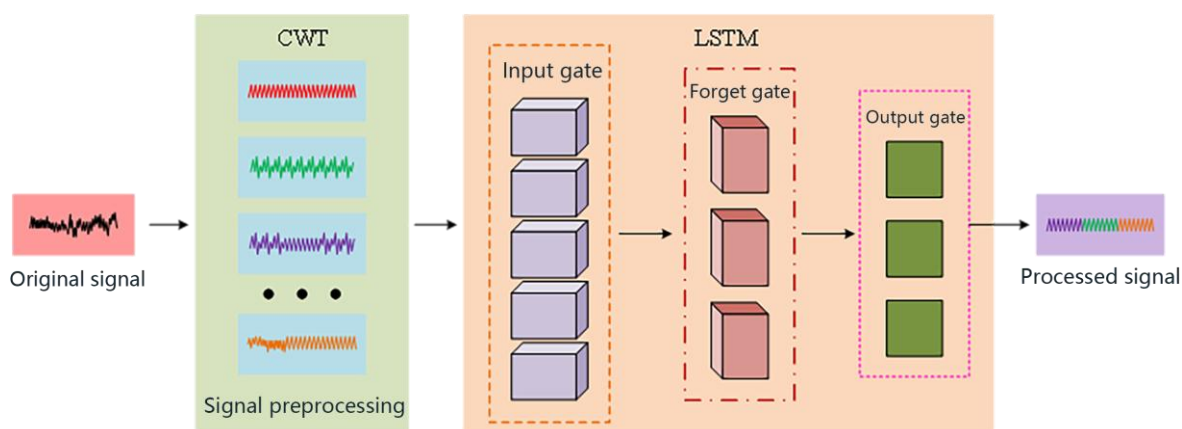 Original signal
CWT
Signal preprocessing
LSTM
Input gate
Forget gate
Output gate
Processed signal